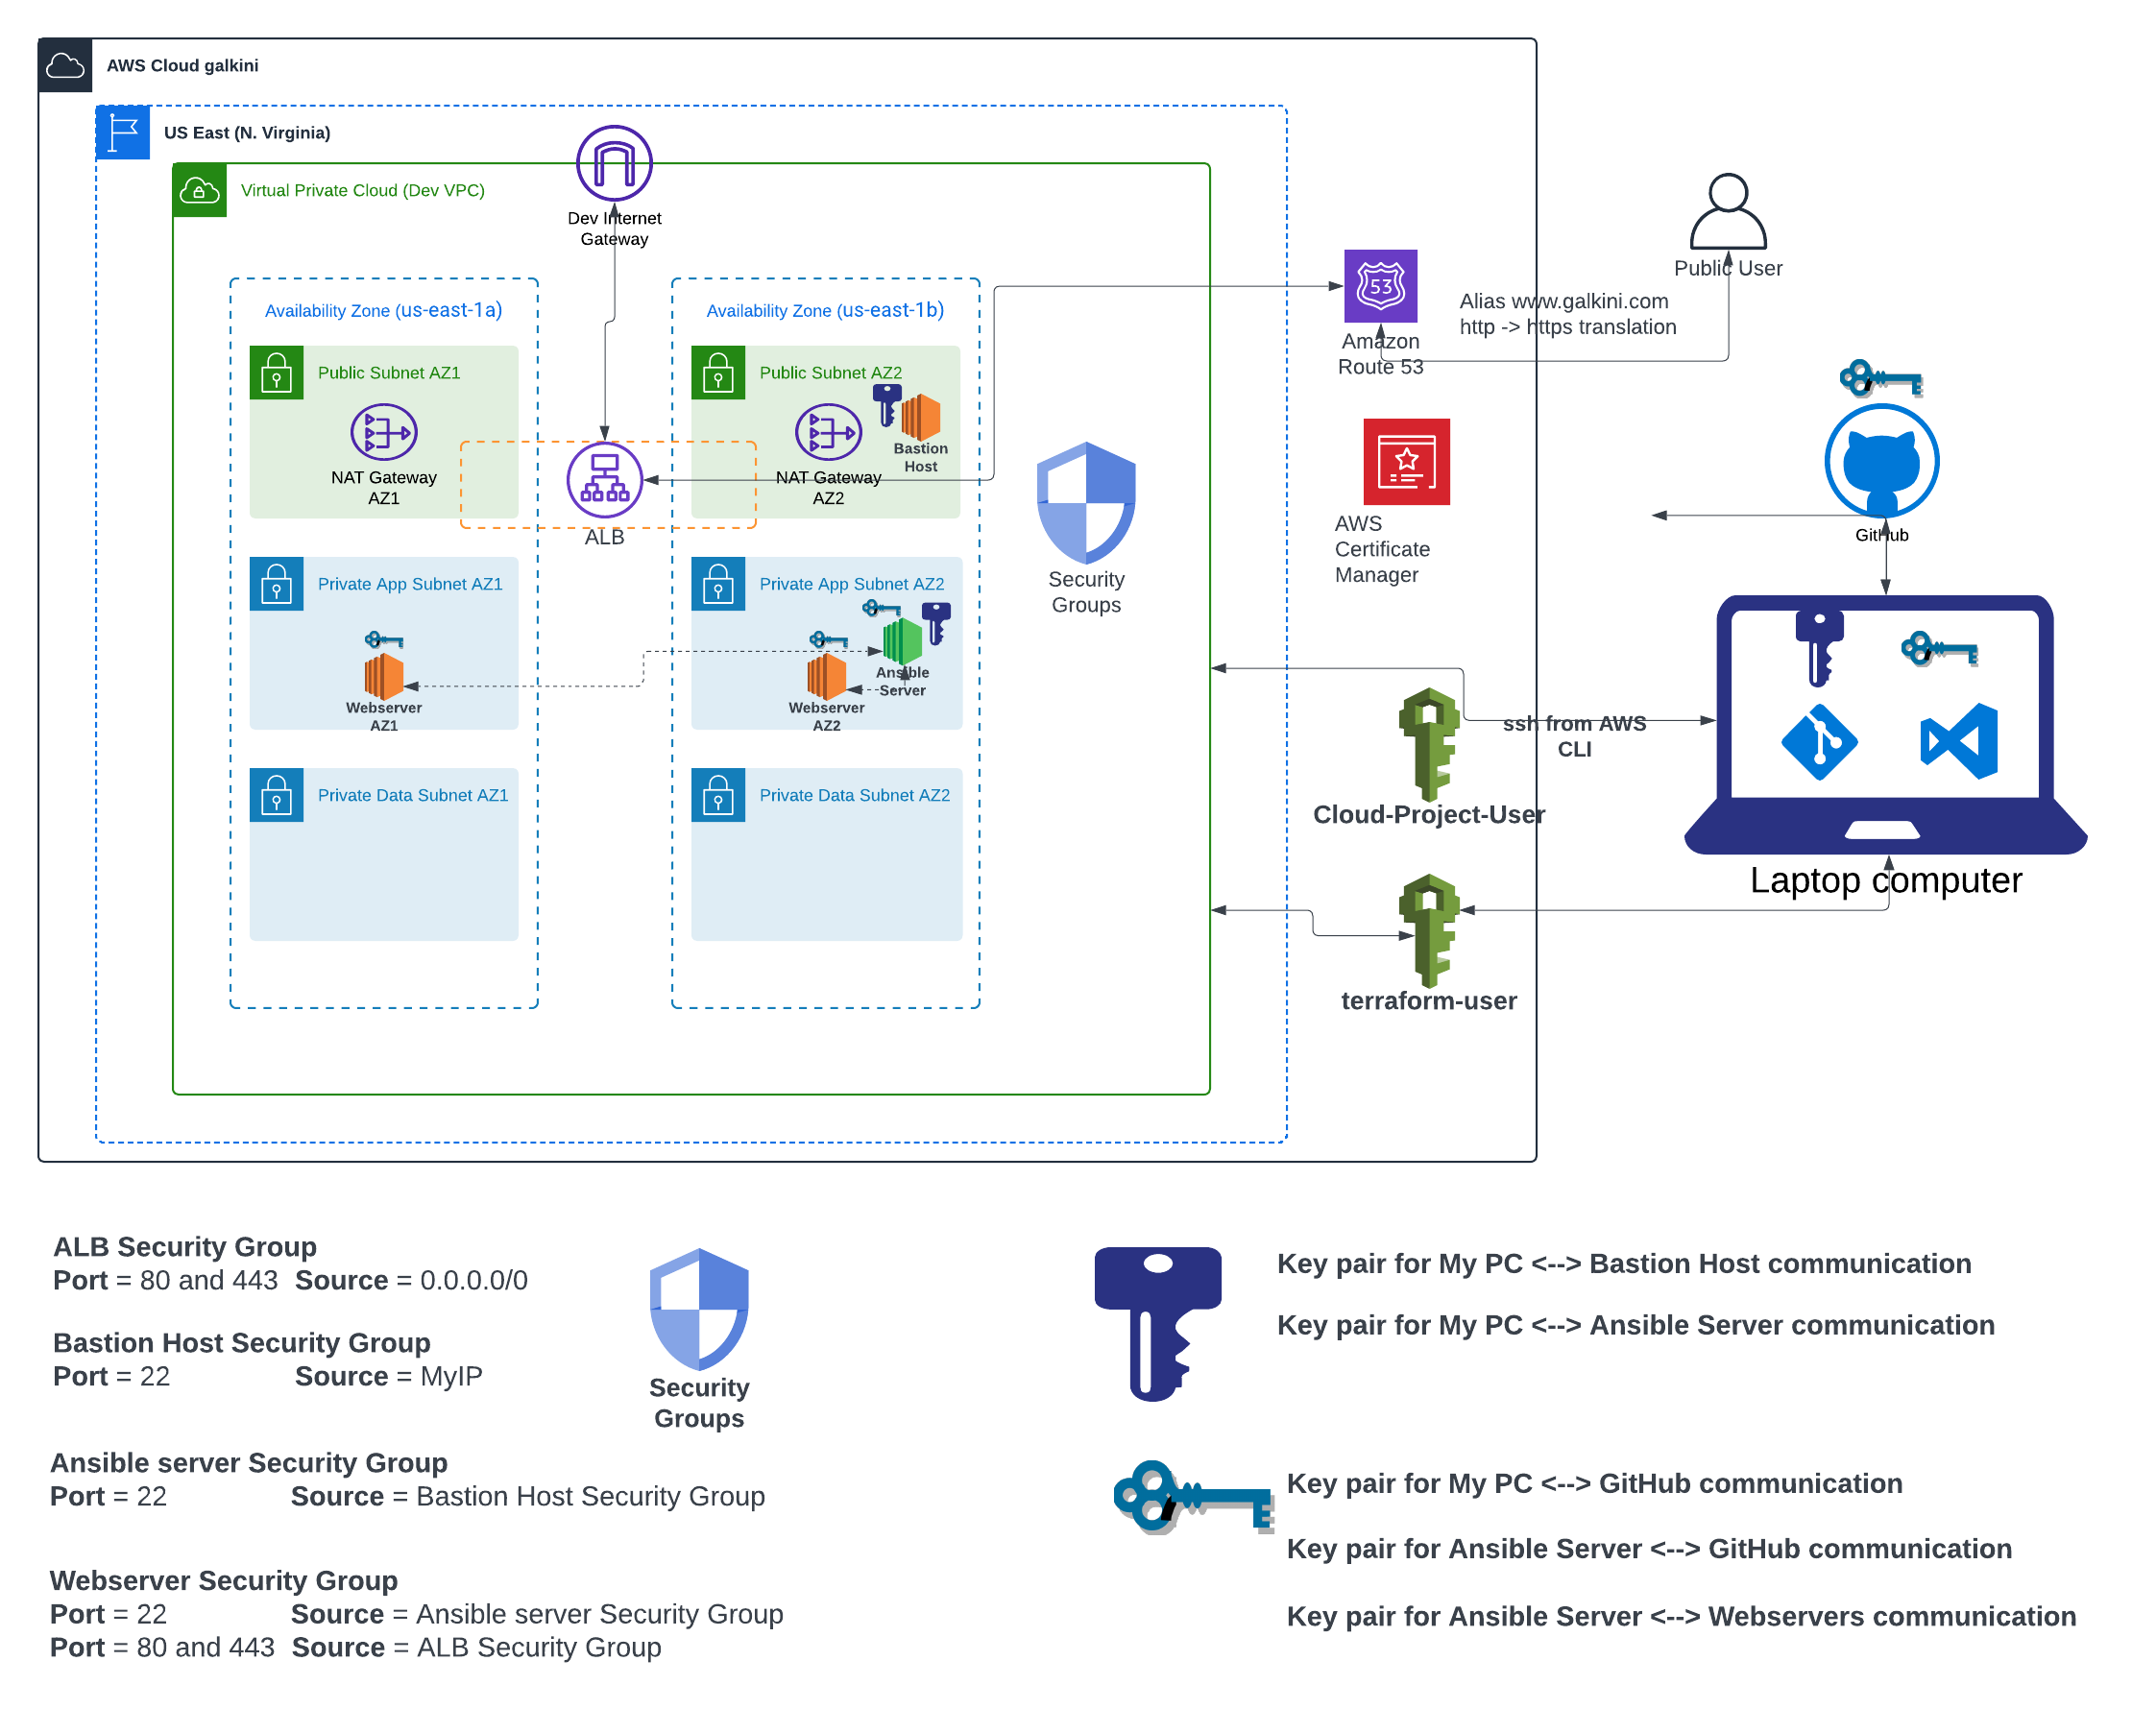 AWS Cloud galkini
US East (N. Virginia)
Virtual Private Cloud (Dev VPC)
Dev Internet
Gateway
Availability Zone (us-east-1a)
Availability Zone (us-east-1b)
Public Subnet AZ1
NAT Gateway
AZ1
Public Subnet AZ2
NAT Gateway
AZ2
Bastion
Host
ALB
Private App Subnet AZ1
Webserver
AZ1
Private App Subnet AZ2
Webserver
AZ2
Ansible
Server
Private Data Subnet AZ1
Private Data Subnet AZ2
Security
Groups
53
Amazon
Route 53
Alias www.galkini.com
http -> https translation
Public User
AWS
Certificate
Manager
GitHub
ssh from AWS
CLI
Cloud-Project-User
Laptop computer
terraform-user
ALB Security Group
Port = 80 and 443 Source = 0.0.0.0/0
Bastion Host Security Group
Port = 22 Source = MyIP
Security
Groups
Ansible server Security Group
Port = 22 Source = Bastion Host Security Group
Webserver Security Group
Port = 22 Source = Ansible server Security Group
Port = 80 and 443 Source = ALB Security Group
Key pair for My PC <--> Bastion Host communication
Key pair for My PC <--> Ansible Server communication
Key pair for My PC <--> GitHub communication
Key pair for Ansible Server <--> GitHub communication
Key pair for Ansible Server <--> Webservers communication